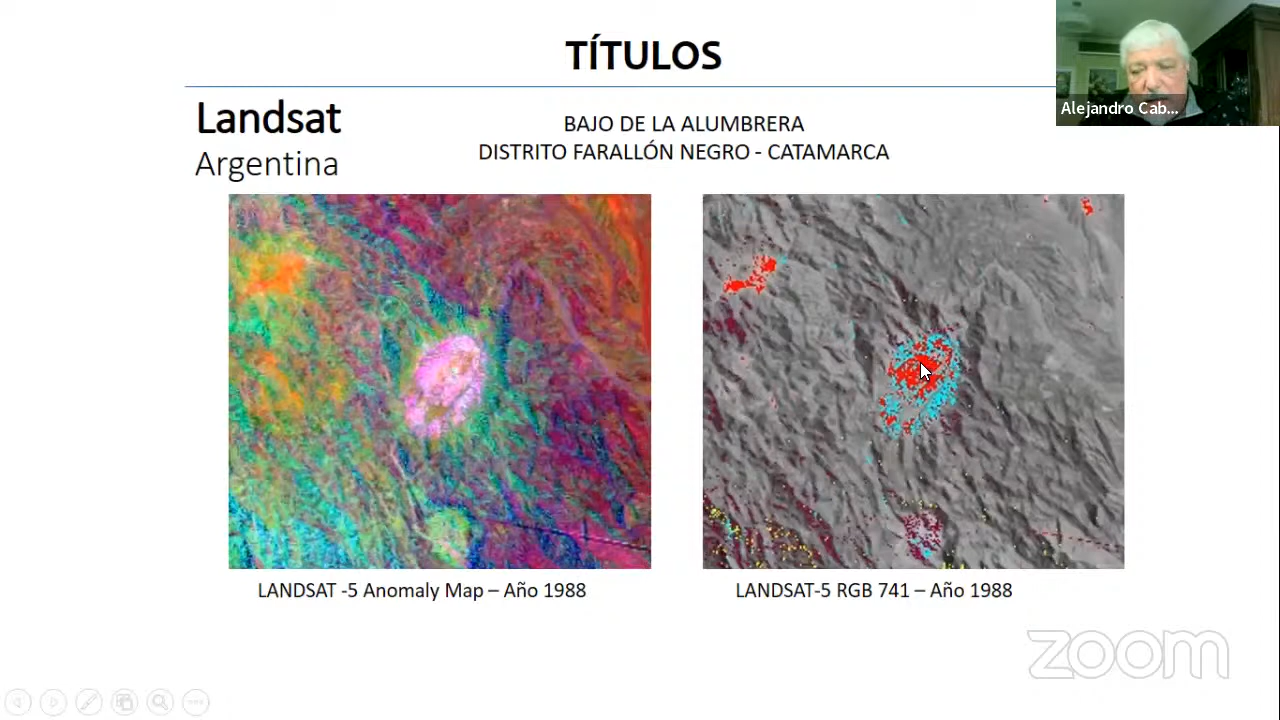 TÍTULOS
Landsat
Argentina
BAJO DE LA ALUMBRERA
DISTRITO FARALLÓN NEGRO - CATAMARCA
Alejandro Cab...
LANDSAT -5 Anomaly Map – Año 1988
LANDSAT-5 RGB 741 – Año 1988
zoom